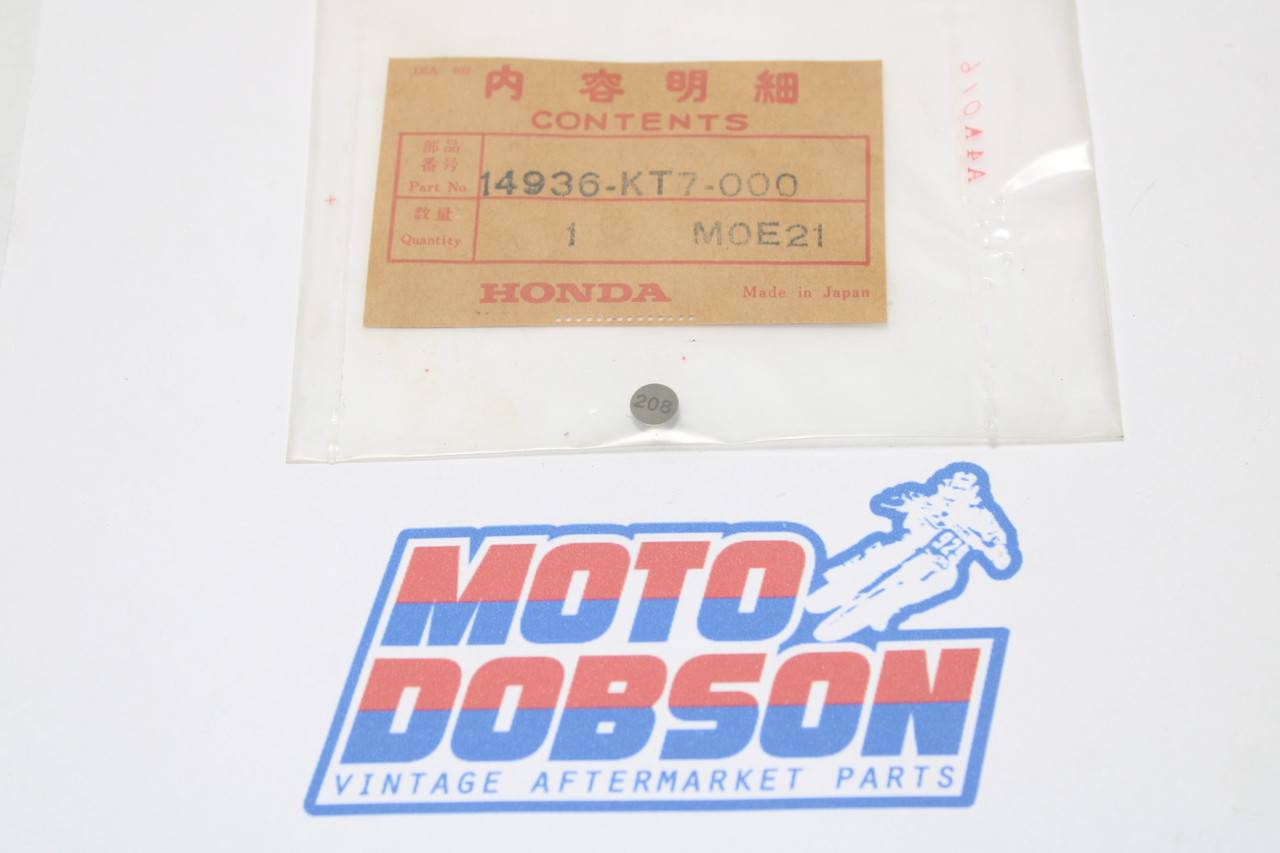 内容明細
CONTENTS
部品
番号
Part No. 14936-KT7-000
数量
Quantity 1 MOE21
HONDA Made in Japan
208
MOTO
DOBSON
VINTAGE AFTERMARKET PARTS